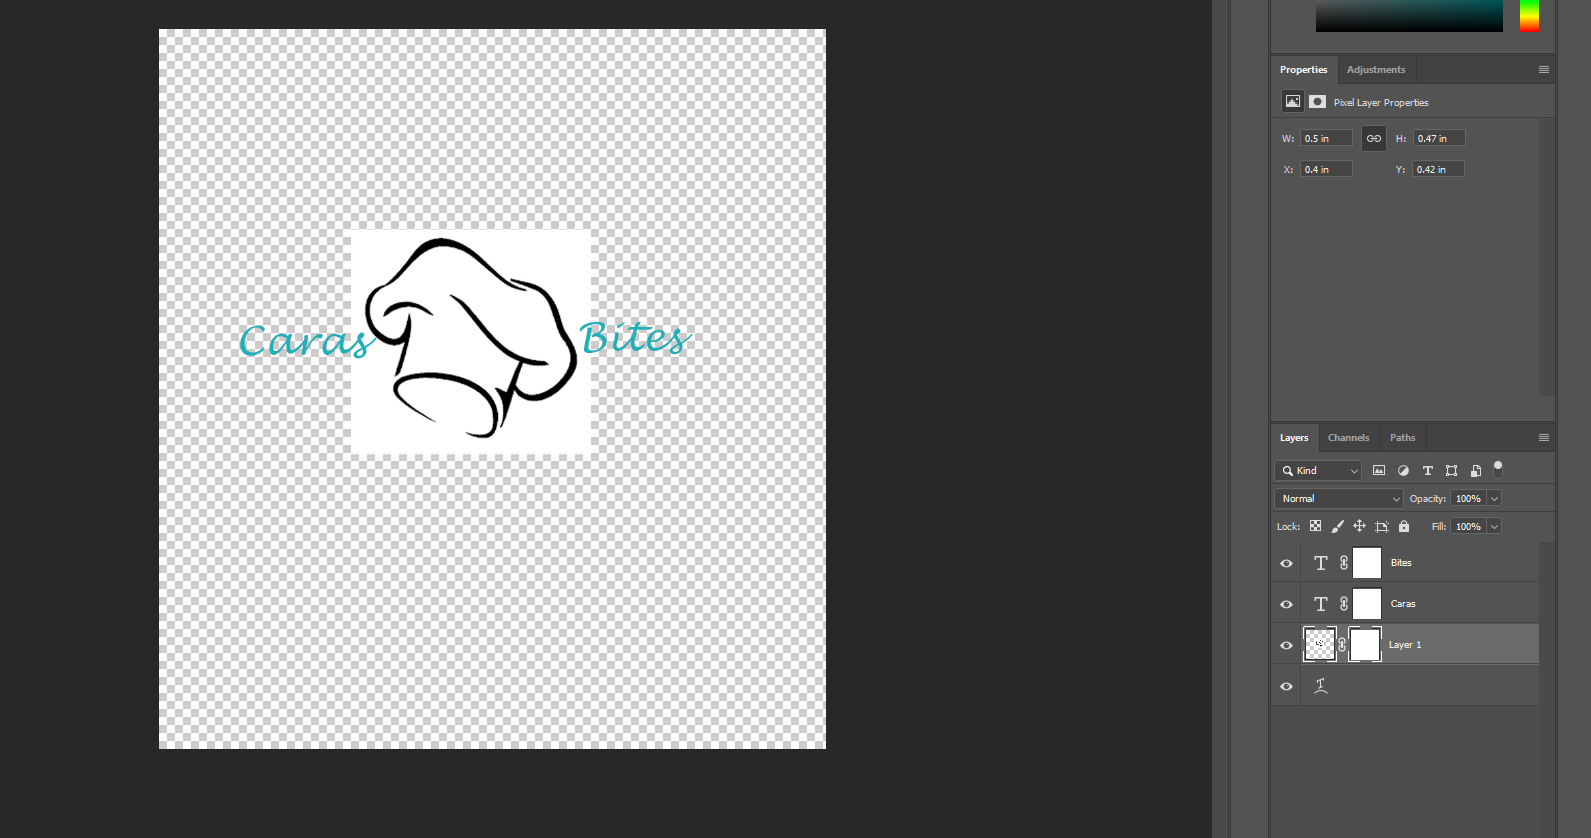 Properties Adjustments
Pixel Layer Properties
W: 0.5 in H: 0.47 in
X: 0.4 in Y: 0.42 in
Caras Bites
Layers Channels Paths
Kind
Normal Opacity: 100%
Lock: Fill: 100%
T Bites
T Caras
Layer 1